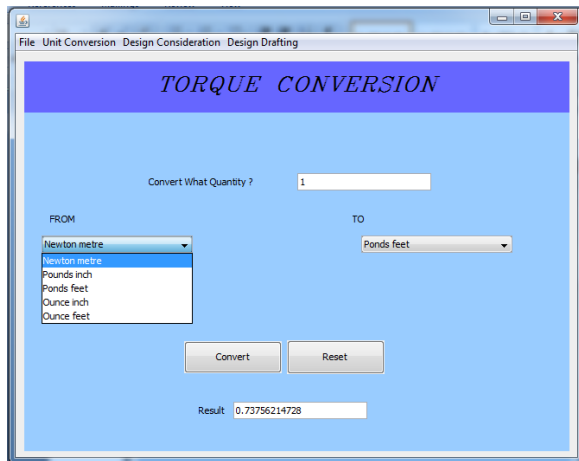 File Unit Conversion Design Consideration Design Drafting
TORQUE CONVERSION
Convert What Quantity ? 1
FROM TO
Newton metre Ponds feet
Newton metre
Pounds inch
Ponds feet
Ounce inch
Ounce feet
Convert Reset
Result 0.73756214728